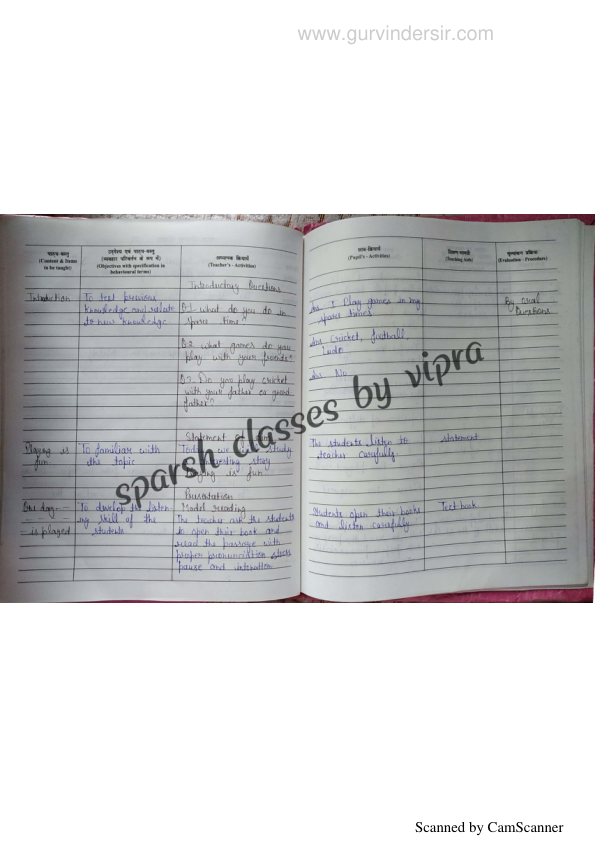 www.gurvindersir.com
पाठ्य-वस्तु
(Content & Items
to be taught)
उद्देश्य एवं पाठ्य-वस्तु
(व्यवहार परिवर्तन के रूप में)
(Objectives with specification in
behavioural terms)
अध्यापक क्रियायें
(Teacher's - Activities)
छात्र-क्रियायें
(Pupil's - Activities)
शिक्षण सामग्री
(Teaching Aids)
मूल्यांकन प्रक्रिया
(Evaluation - Procedure)
Introductory Questions
Introduction
To test previous
knowledge and relate
to new knowledge
Q.1 what do you do in
spare time
Q.2 what games do you
play with your friends?
Q3. Do you play cricket
with your father or grand
father?
Ans I Play games in my
spare times
Ans Cricket, football,
Ludo
Ans. No
By oral
Questions
Statement of
Playing is
fun
To familiar with
the topic
Today we study
interesting stay
Playing is fun
The students listen to
teacher carefully
statement
Presentation
One day
is played
To develop the listen
ng skill of the
students
Model reading
The teacher ask the students
to open their book and
read the passage with
proper pronunciation stress
pause and intonation
Students open their books
and listen carefully
Text book
sparsh classes by vipra
Scanned by CamScanner